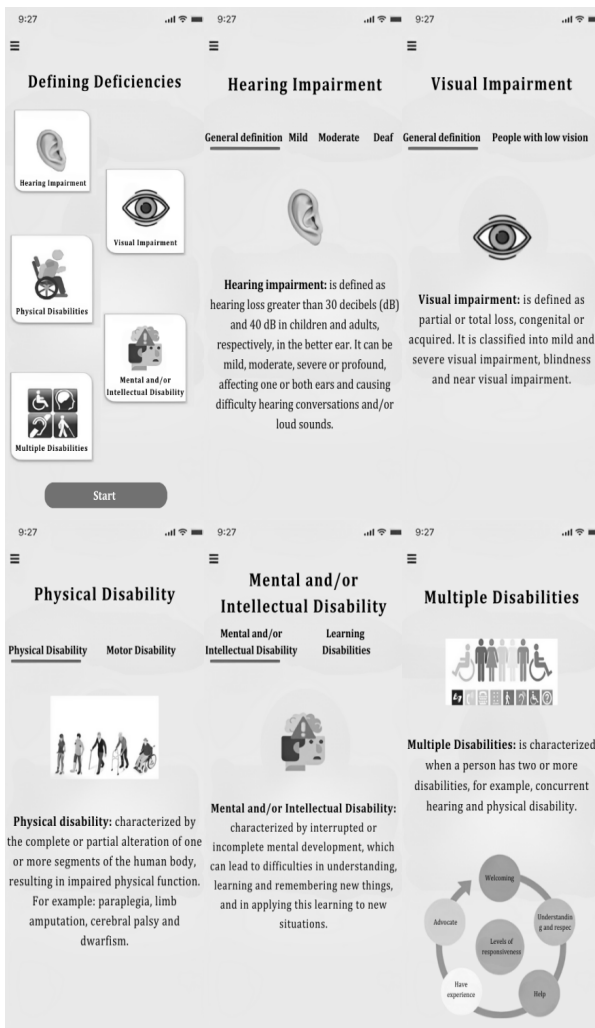 9:27
Defining Deficiencies
Hearing Impairment
Visual Impairment
Physical Disabilities
Mental and/or
Intellectual Disability
Multiple Disabilities
Start
9:27
Hearing Impairment
General definition Mild Moderate Deaf
Hearing impairment: is defined as
hearing loss greater than 30 decibels (dB)
and 40 dB in children and adults,
respectively, in the better ear. It can be
mild, moderate, severe or profound,
affecting one or both ears and causing
difficulty hearing conversations and/or
loud sounds.
9:27
Visual Impairment
General definition People with low vision
Visual impairment: is defined as
partial or total loss, congenital or
acquired. It is classified into mild and
severe visual impairment, blindness
and near visual impairment.
9:27
Physical Disability
Physical Disability Motor Disability
Physical disability: characterized by
the complete or partial alteration of one
or more segments of the human body,
resulting in impaired physical function.
For example: paraplegia, limb
amputation, cerebral palsy and
dwarfism.
9:27
Mental and/or
Intellectual Disability
Mental and/or
Intellectual Disability
Learning
Disabilities
Mental and/or Intellectual Disability:
characterized by interrupted or
incomplete mental development, which
can lead to difficulties in understanding,
learning and remembering new things,
and in applying this learning to new
situations.
9:27
Multiple Disabilities
Multiple Disabilities: is characterized
when a person has two or more
disabilities, for example, concurrent
hearing and physical disability.
Welcoming
Understandin
g and respec
Help
Have
experience
Advocate
Levels of
responsiveness